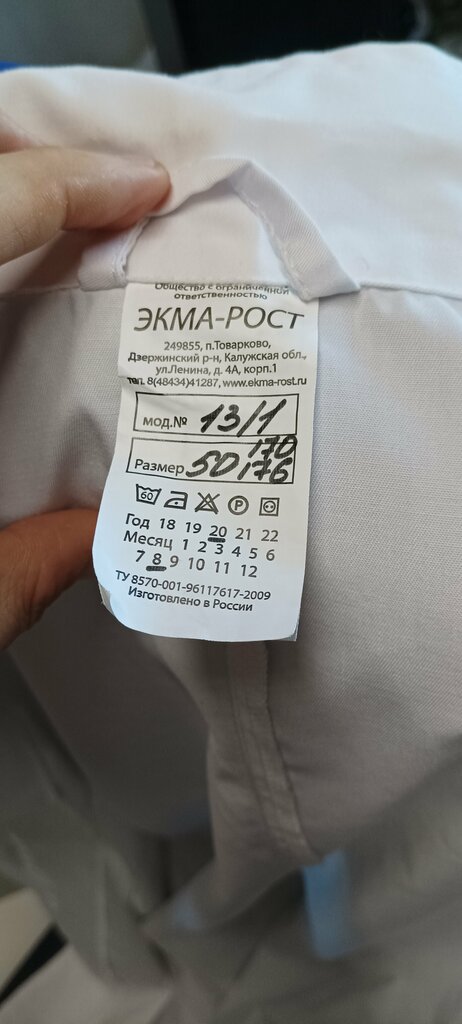 Общество с ограниченной
ответственностью
ЭКМА-РОСТ
249855, п.Товарково,
Дзержинский р-н, Калужская обл.,
ул.Ленина, д. 4А, корп.1
тел. 8(48434)41287, www.ekma-rost.ru
мод.№ 13/1
Размер 50 170, 176
60 P
Год 18 19 20 21 22
Месяц 1 2 3 4 5 6
7 8 9 10 11 12
ТУ 8570-001-96117617-2009
Изготовлено в России